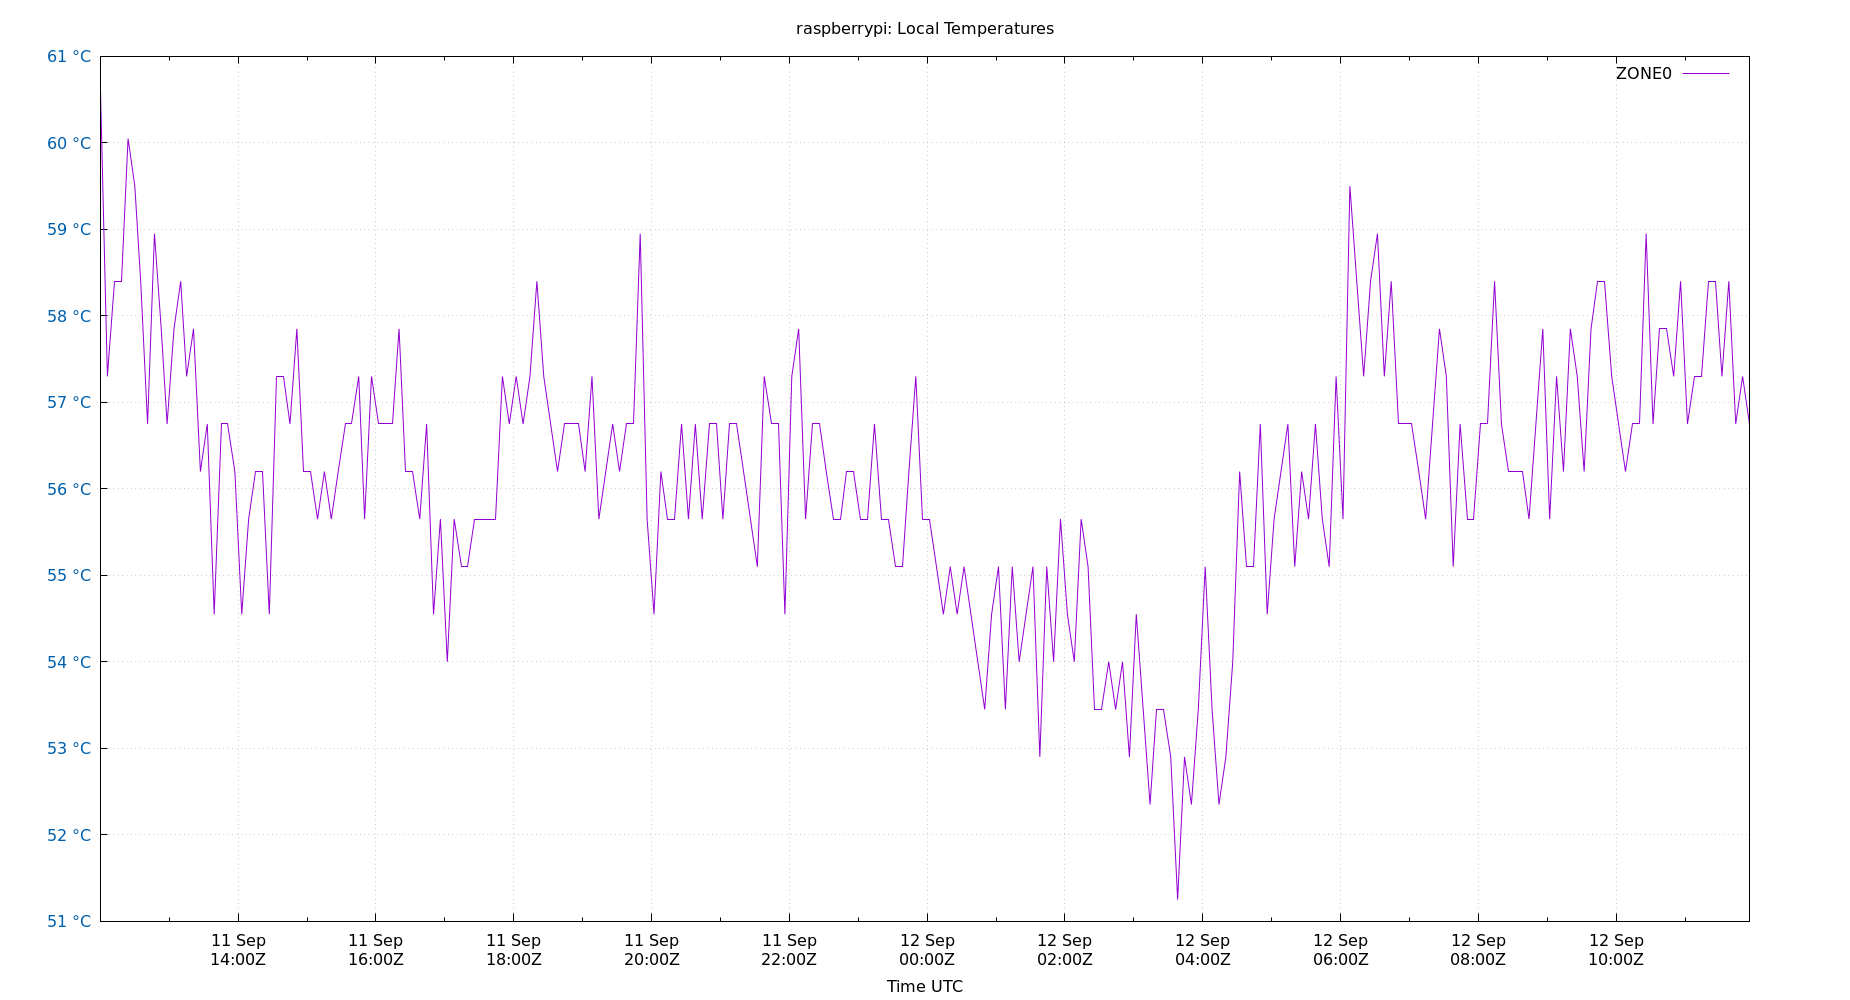 raspberrypi: Local Temperatures
ZONE0
61 °C
60 °C
59 °C
58 °C
57 °C
56 °C
55 °C
54 °C
53 °C
52 °C
51 °C
11 Sep 11 Sep 11 Sep 11 Sep 11 Sep 12 Sep 12 Sep 12 Sep 12 Sep 12 Sep 12 Sep
14:00Z 16:00Z 18:00Z 20:00Z 22:00Z 00:00Z 02:00Z 04:00Z 06:00Z 08:00Z 10:00Z
Time UTC